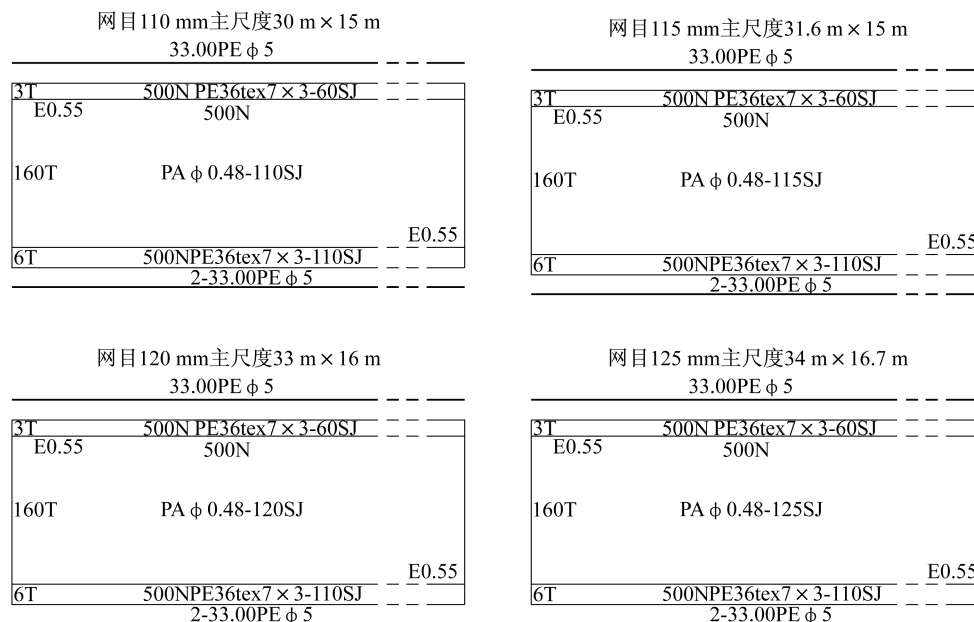 网目110 mm主尺度30 m×15 m
33.00PE ϕ 5
3T 500N PE36tex7×3-60SJ
E0.55 500N
160T PA ϕ 0.48-110SJ
E0.55
6T 500NPE36tex7×3-110SJ
2-33.00PE ϕ 5
网目115 mm主尺度31.6 m×15 m
33.00PE ϕ 5
3T 500N PE36tex7×3-60SJ
E0.55 500N
160T PA ϕ 0.48-115SJ
E0.55
6T 500NPE36tex7×3-110SJ
2-33.00PE ϕ 5
网目120 mm主尺度33 m×16 m
33.00PE ϕ 5
3T 500N PE36tex7×3-60SJ
E0.55 500N
160T PA ϕ 0.48-120SJ
E0.55
6T 500NPE36tex7×3-110SJ
2-33.00PE ϕ 5
网目125 mm主尺度34 m×16.7 m
33.00PE ϕ 5
3T 500N PE36tex7×3-60SJ
E0.55 500N
160T PA ϕ 0.48-125SJ
E0.55
6T 500NPE36tex7×3-110SJ
2-33.00PE ϕ 5